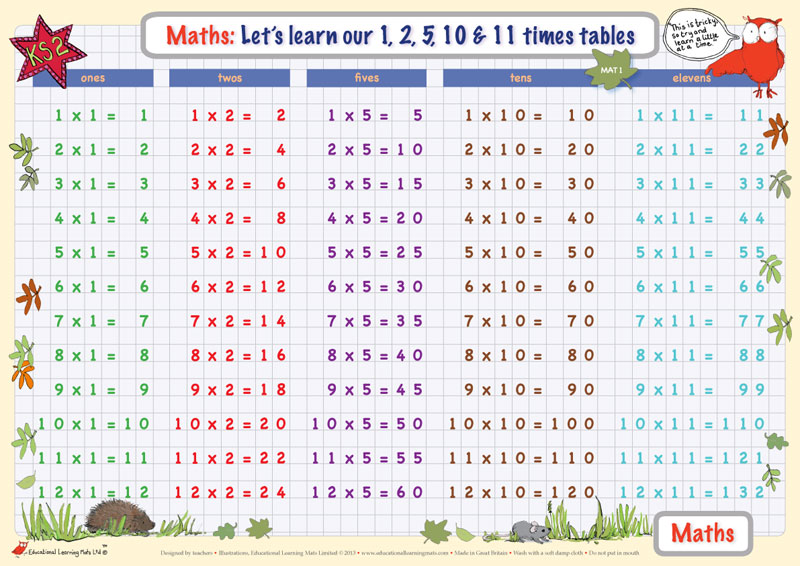 KS2
Maths: Let's learn our 1, 2, 5, 10 & 11 times tables
This is tricky,
so try and
learn a little
at a time."
MAT 1
ones twos fives tens elevens
1 x 1 = 1 1 x 2 = 2 1 x 5 = 5 1 x 10 = 10 1 x 11 = 11
2 x 1 = 2 2 x 2 = 4 2 x 5 = 10 2 x 10 = 20 2 x 11 = 22
3 x 1 = 3 3 x 2 = 6 3 x 5 = 15 3 x 10 = 30 3 x 11 = 33
4 x 1 = 4 4 x 2 = 8 4 x 5 = 20 4 x 10 = 40 4 x 11 = 44
5 x 1 = 5 5 x 2 = 10 5 x 5 = 25 5 x 10 = 50 5 x 11 = 55
6 x 1 = 6 6 x 2 = 12 6 x 5 = 30 6 x 10 = 60 6 x 11 = 66
7 x 1 = 7 7 x 2 = 14 7 x 5 = 35 7 x 10 = 70 7 x 11 = 77
8 x 1 = 8 8 x 2 = 16 8 x 5 = 40 8 x 10 = 80 8 x 11 = 88
9 x 1 = 9 9 x 2 = 18 9 x 5 = 45 9 x 10 = 90 9 x 11 = 99
10 x 1 = 10 10 x 2 = 20 10 x 5 = 50 10 x 10 = 100 10 x 11 = 110
11 x 1 = 11 11 x 2 = 22 11 x 5 = 55 11 x 10 = 110 11 x 11 = 121
12 x 1 = 12 12 x 2 = 24 12 x 5 = 60 12 x 10 = 120 12 x 11 = 132
Maths
Educational Learning Mats Ltd ©
Designed by teachers • Illustrations, Educational Learning Mats Limited © 2013 • www.educationallearningmats.com • Made in Great Britain • Wash with a soft damp cloth • Do not put in mouth